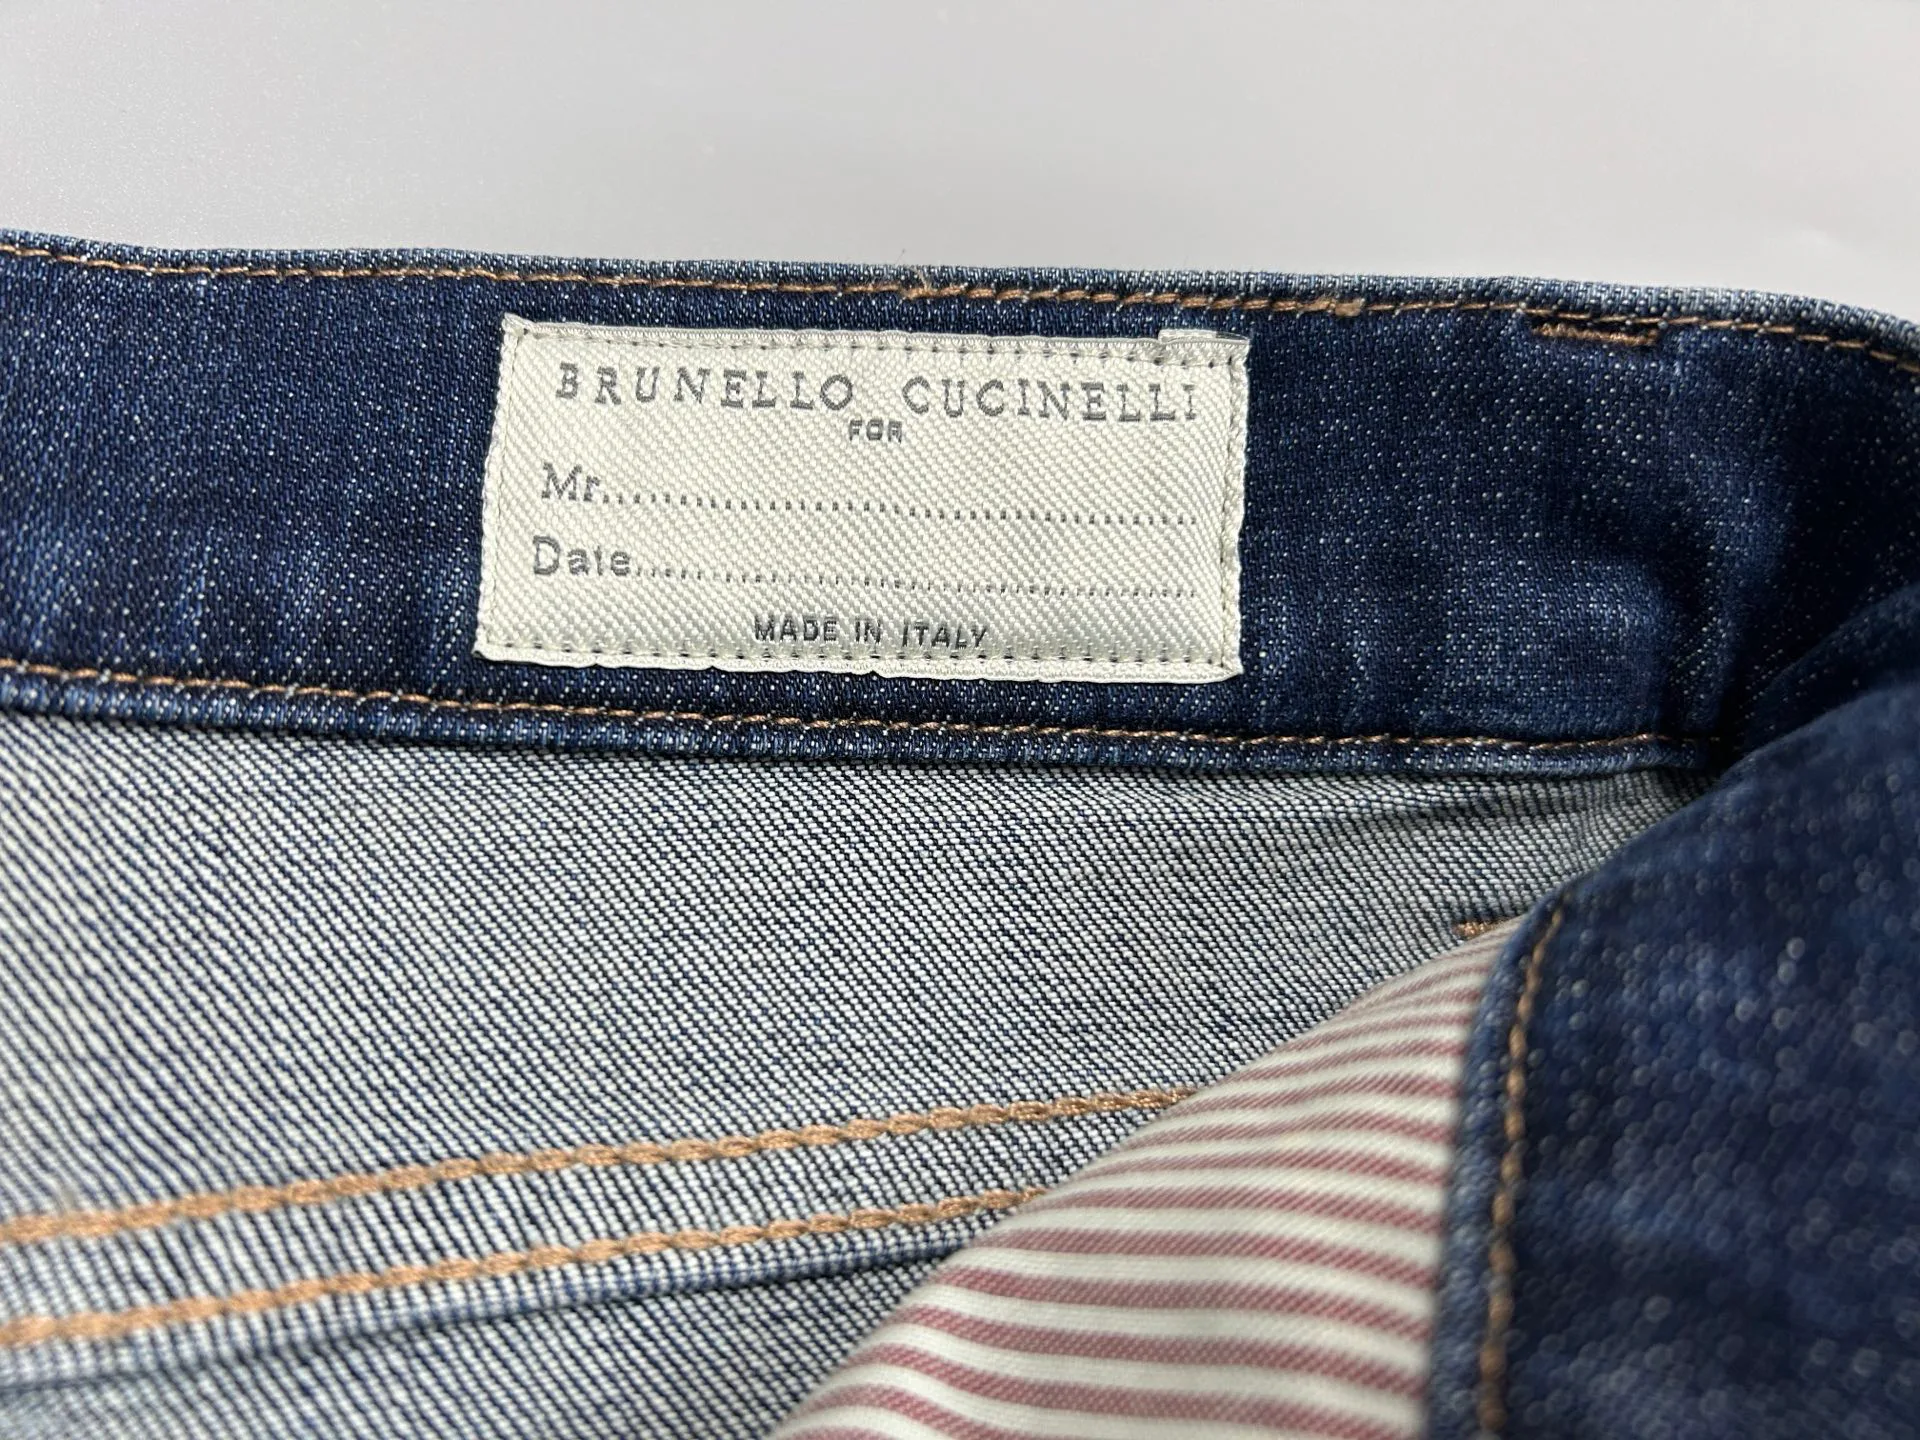 BRUNELLO CUCINELLI
FOR
Mr.............................................
Date.............................................
MADE IN ITALY